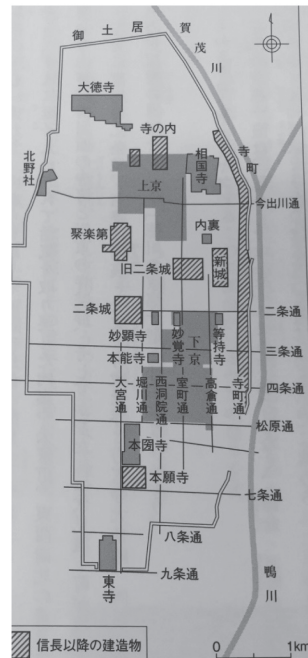 御土居
賀茂川
大徳寺
寺の内
相国寺
寺町
北野社
上京
今出川通
内裏
聚楽第
旧二条城
新城
二条城
二条通
妙顕寺
妙覚寺
等持寺
下京
三条通
本能寺
大宮通
堀川通
西洞院通
室町通
高倉通
寺町通
四条通
松原通
本圀寺
本願寺
七条通
八条通
東寺
九条通
鴨川
信長以降の建造物
0 1km